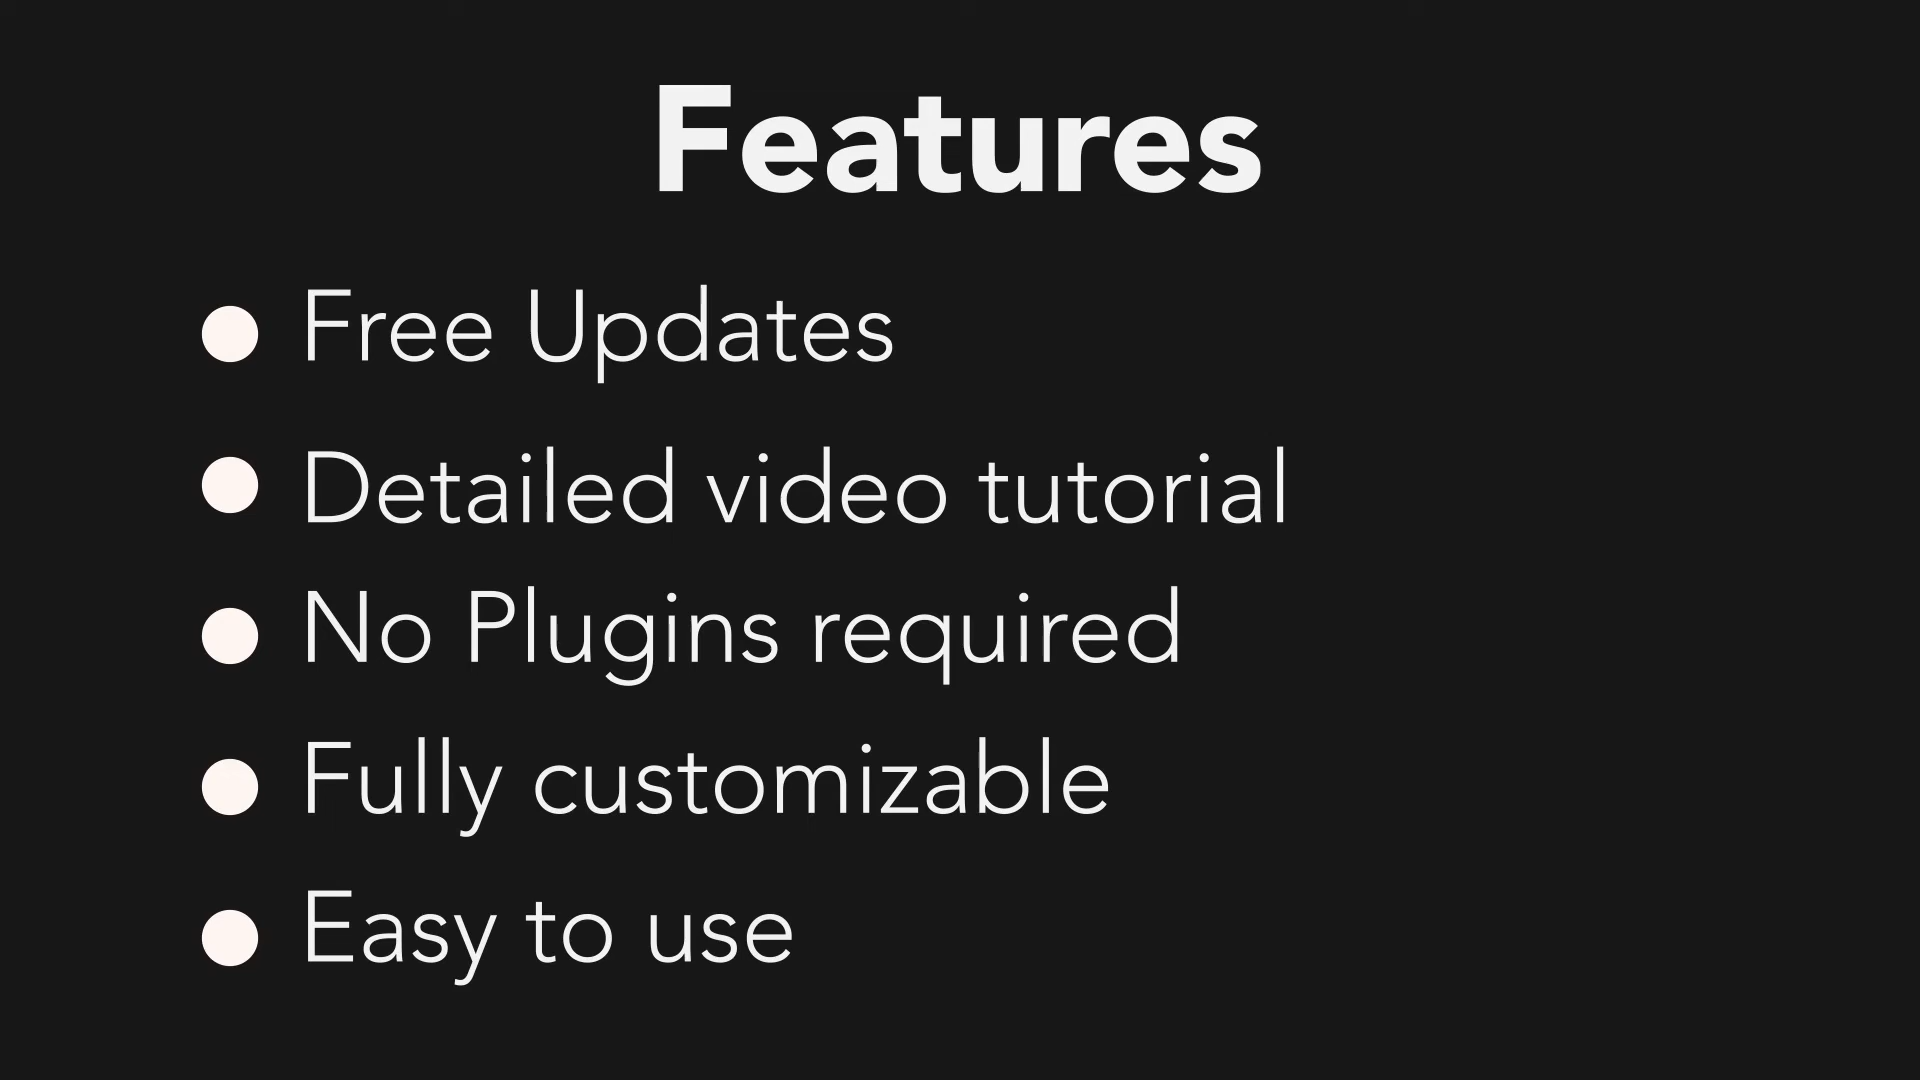 Features
Free Updates
Detailed video tutorial
No Plugins required
Fully customizable
Easy to use